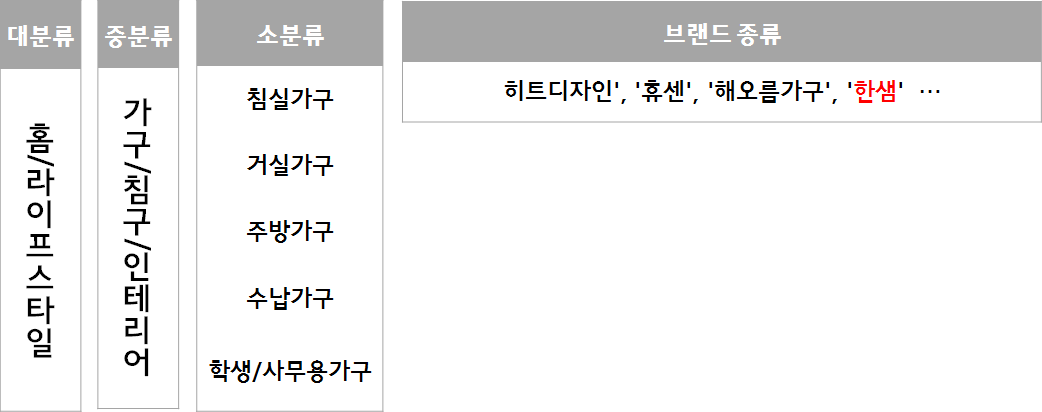 대분류
중분류
소분류
브랜드 종류
홈/라이프스타일
가구/침구/인테리어
침실가구
거실가구
주방가구
수납가구
학생/사무용가구
히트디자인', '휴센', '해오름가구', '한샘' …